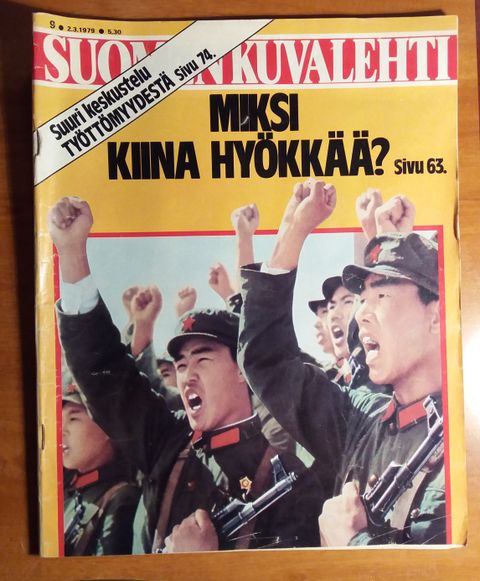 9 ● 2.3.1979 ● 5,30
SUOMEN KUVALEHTI
Suuri keskustelu
TYÖTTÖMYYDESTÄ Sivu 74.
MIKSI
KIINA HYÖKKÄÄ? Sivu 63.